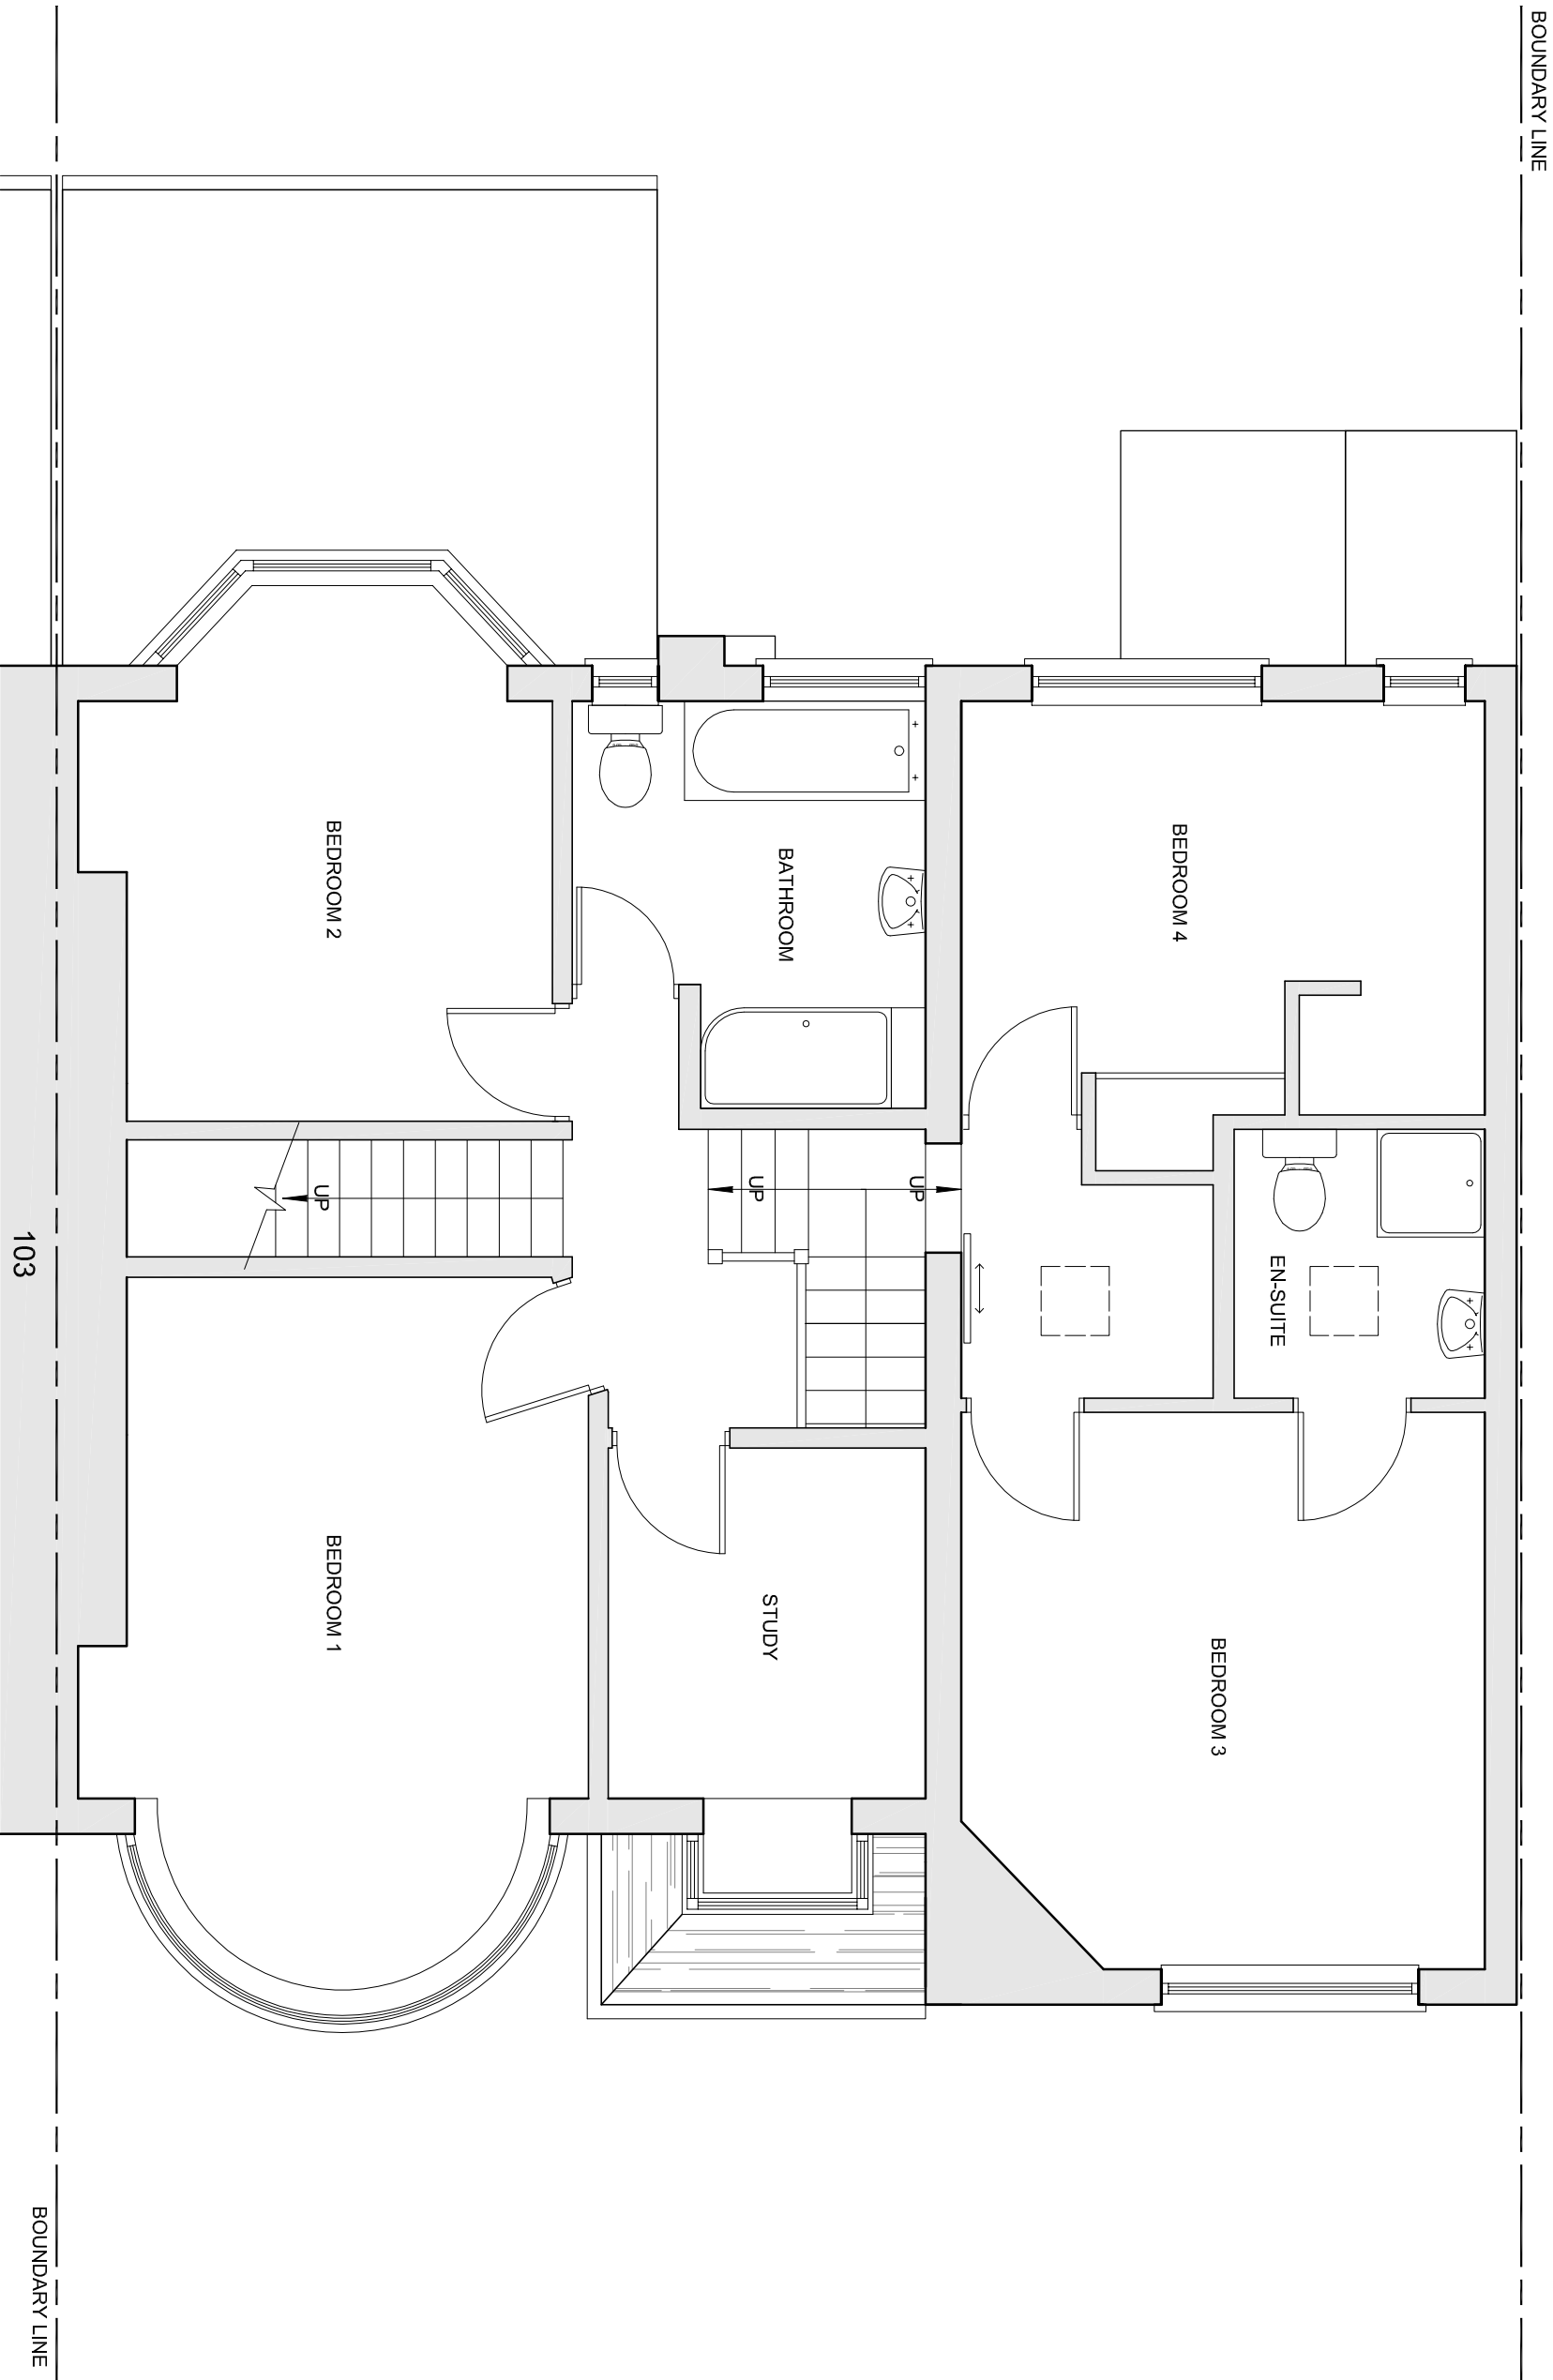 BOUNDARY LINE
BEDROOM 4
BEDROOM 3
EN-SUITE
UP
UP
BATHROOM
STUDY
BEDROOM 2
UP
BEDROOM 1
103
BOUNDARY LINE